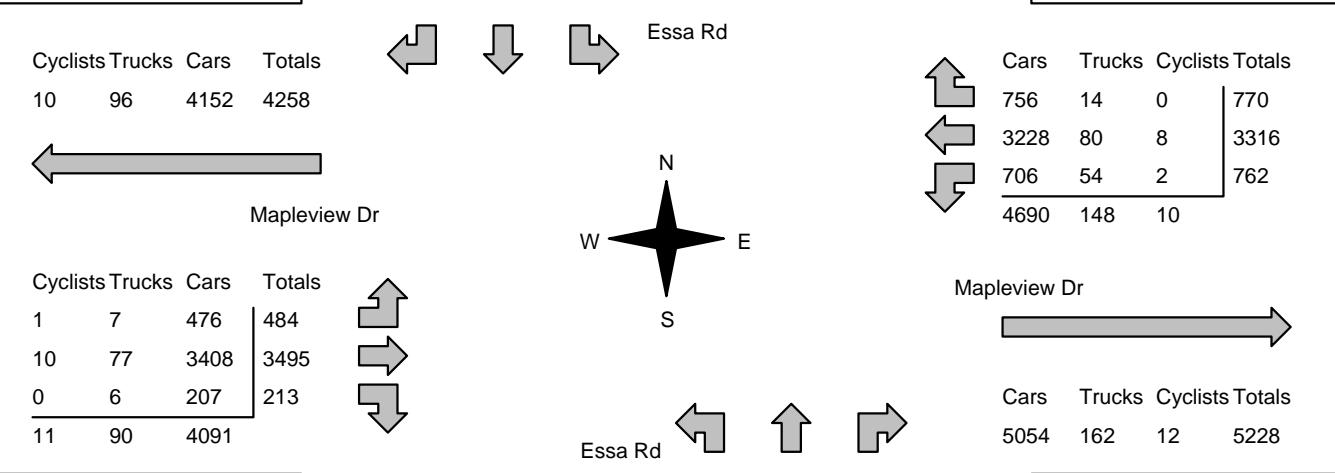 Essa Rd
Cyclists Trucks Cars Totals
10 96 4152 4258
Cars Trucks Cyclists Totals
756 14 0 770
3228 80 8 3316
706 54 2 762
4690 148 10
Mapleview Dr
N
W E
S
Cyclists Trucks Cars Totals
1 7 476 484
10 77 3408 3495
0 6 207 213
11 90 4091
Mapleview Dr
Cars Trucks Cyclists Totals
5054 162 12 5228
Essa Rd